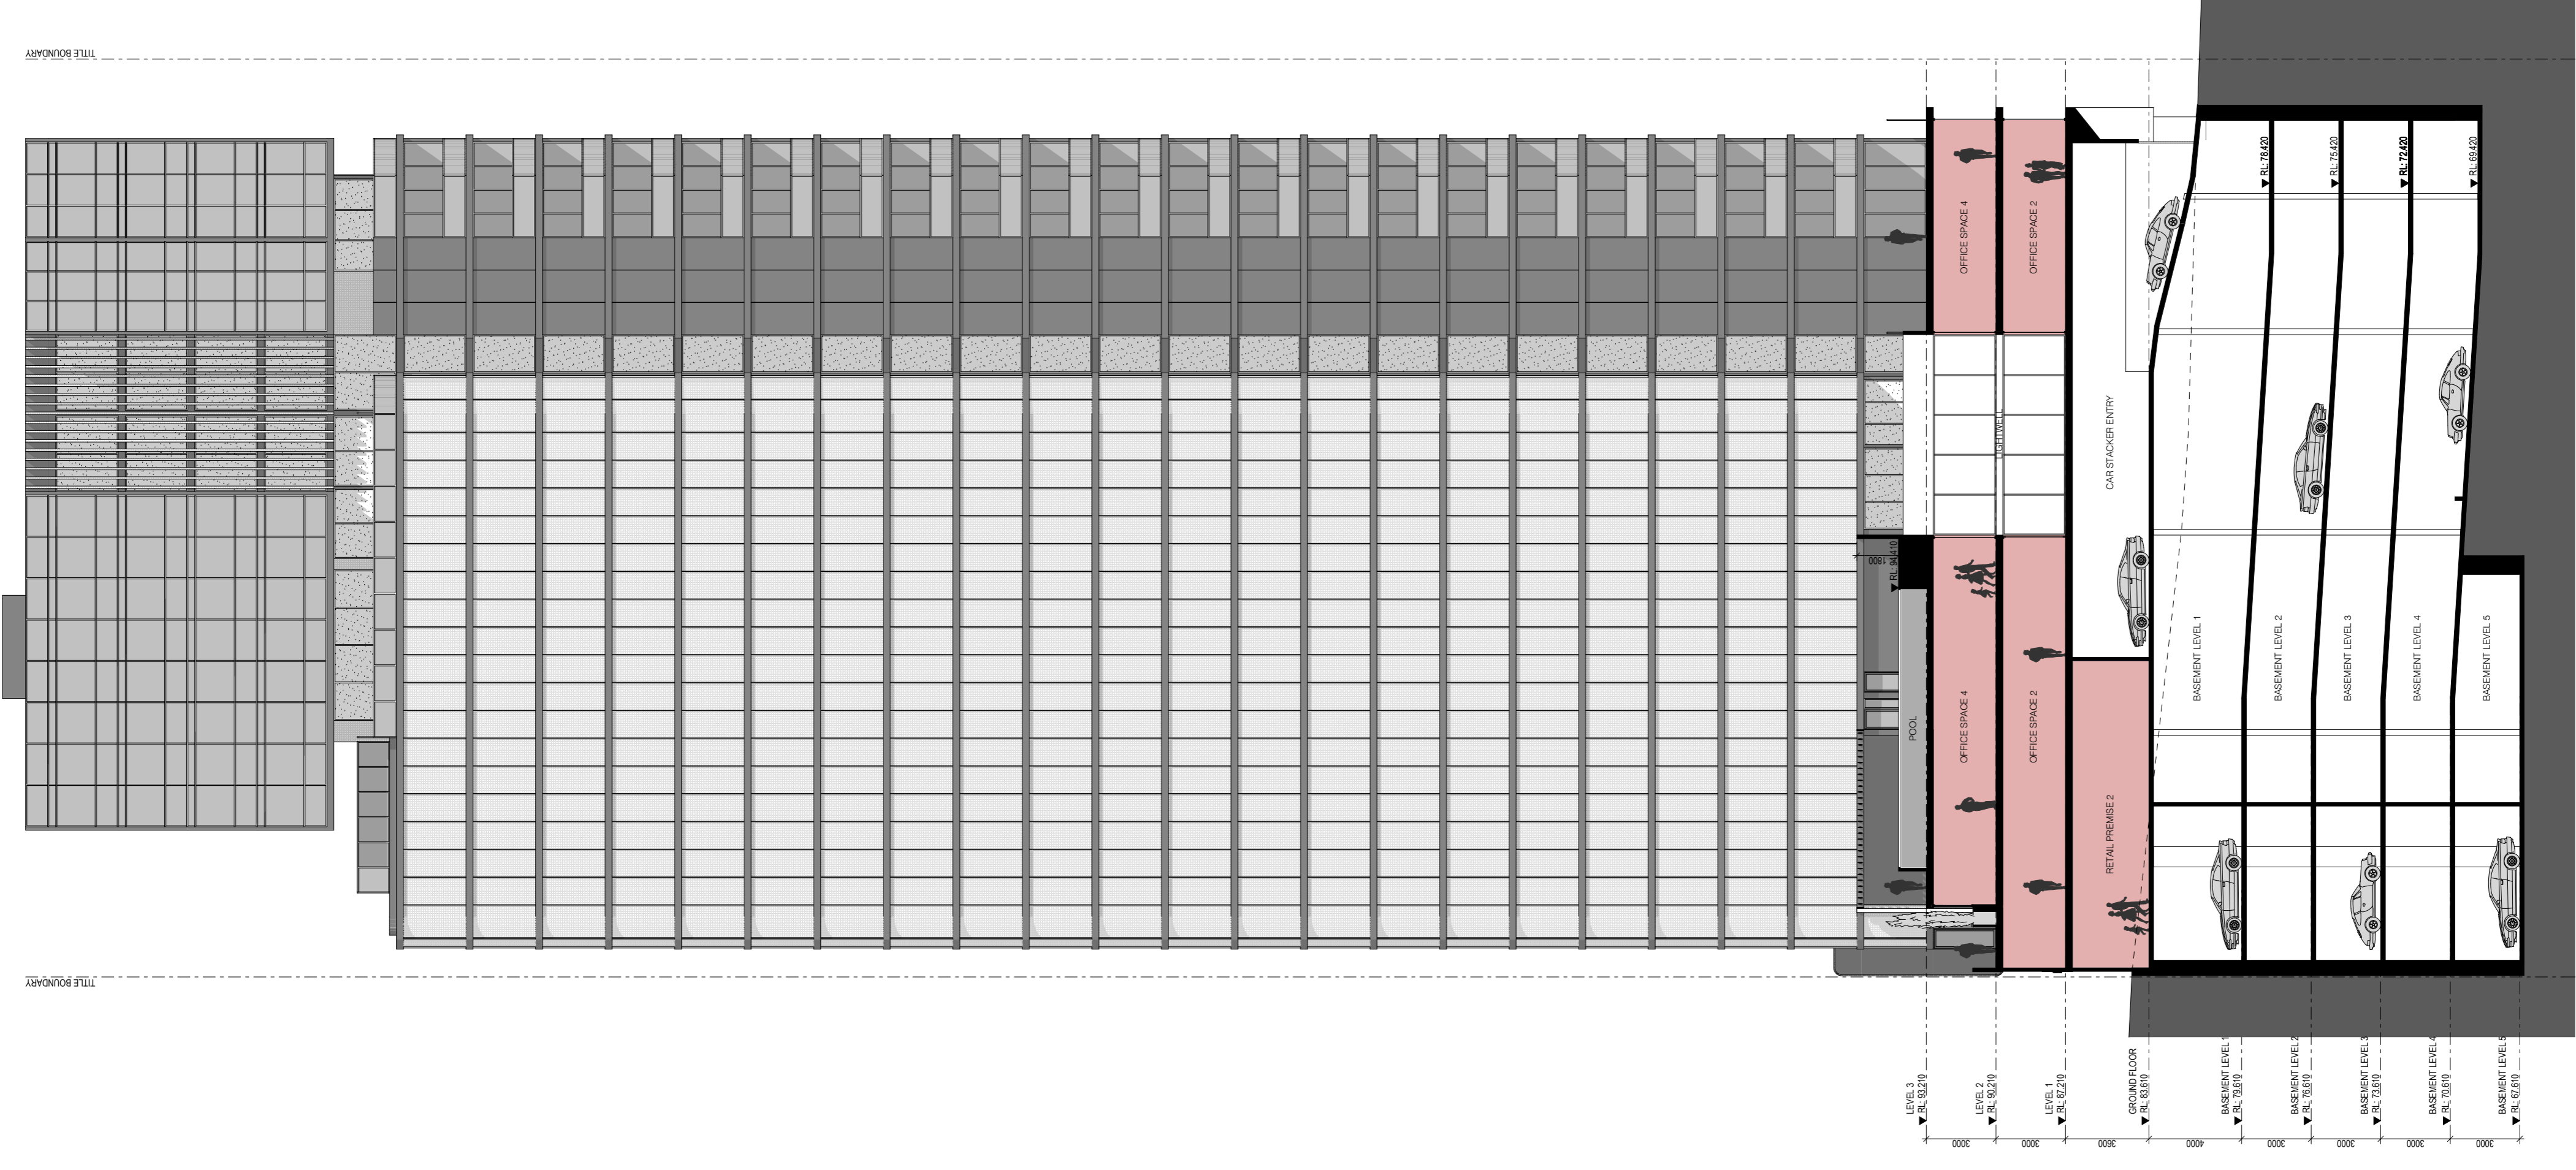 TITLE BOUNDARY
TITLE BOUNDARY
1800
RL: 94.410
POOL
OFFICE SPACE 4
OFFICE SPACE 4
OFFICE SPACE 2
OFFICE SPACE 2
LIGHTWELL
RETAIL PREMISE 2
CAR STACKER ENTRY
BASEMENT LEVEL 1
BASEMENT LEVEL 2
BASEMENT LEVEL 3
BASEMENT LEVEL 4
BASEMENT LEVEL 5
RL: 78.420
RL: 75.420
RL: 72.420
RL: 69.420
LEVEL 3
RL: 93.210
3000
LEVEL 2
RL: 90.210
3000
LEVEL 1
RL: 87.210
3600
GROUND FLOOR
RL: 83.610
4000
BASEMENT LEVEL 1
RL: 79.610
3000
BASEMENT LEVEL 2
RL: 76.610
3000
BASEMENT LEVEL 3
RL: 73.610
3000
BASEMENT LEVEL 4
RL: 70.610
3000
BASEMENT LEVEL 5
RL: 67.610